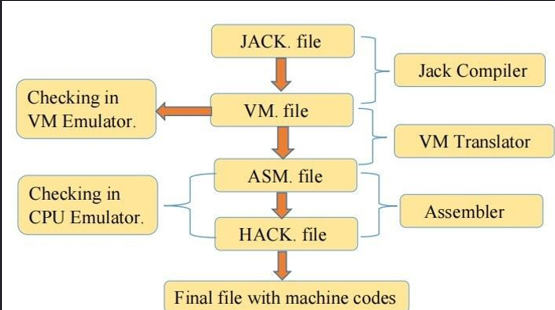 JACK. file
Jack Compiler
Checking in
VM Emulator.
VM. file
VM Translator
ASM. file
Checking in
CPU Emulator.
Assembler
HACK. file
Final file with machine codes